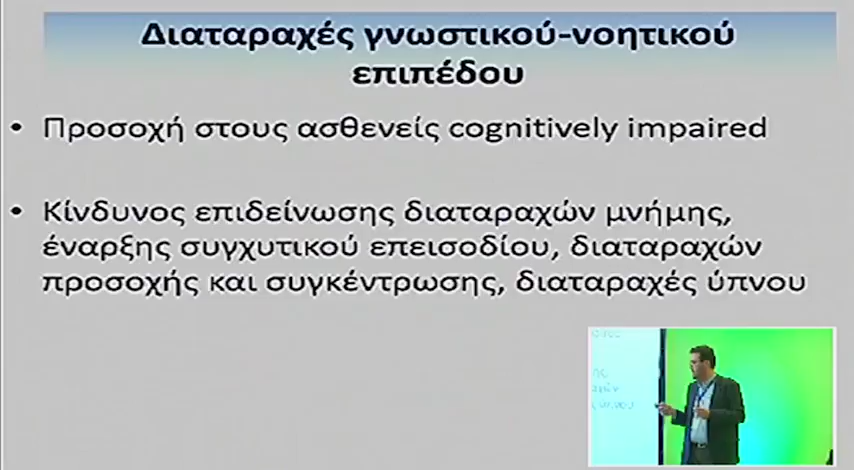 Διαταραχές γνωστικού-νοητικού
επιπέδου
• Προσοχή στους ασθενείς cognitively impaired
• Κίνδυνος επιδείνωσης διαταραχών μνήμης,
έναρξης συγχυτικού επεισοδίου, διαταραχών
προσοχής και συγκέντρωσης, διαταραχές ύπνου
ύπνου